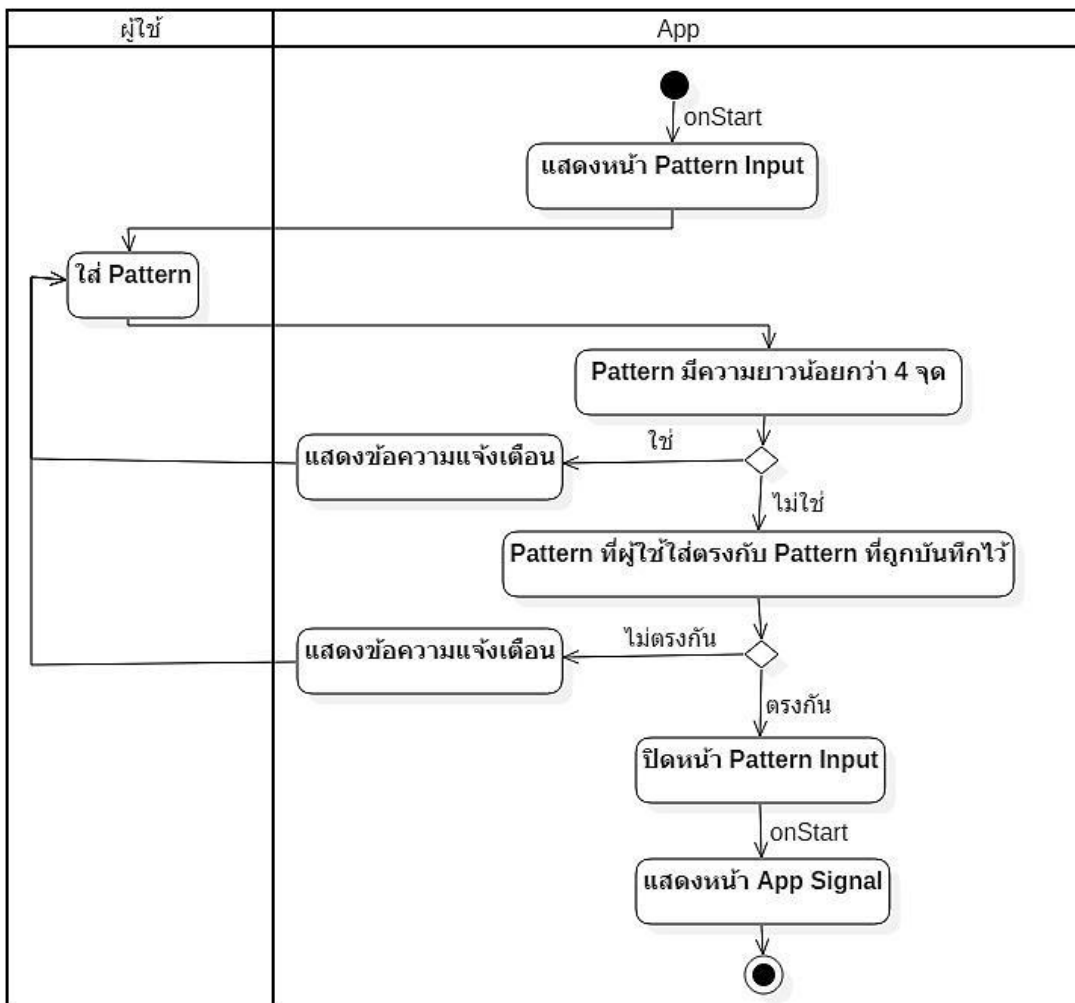 ผู้ใช้
App
onStart
แสดงหน้า Pattern Input
ใส่ Pattern
Pattern มีความยาวน้อยกว่า 4 จุด
ใช่
แสดงข้อความแจ้งเตือน
ไม่ใช่
Pattern ที่ผู้ใช้ใส่ตรงกับ Pattern ที่ถูกบันทึกไว้
ไม่ตรงกัน
แสดงข้อความแจ้งเตือน
ตรงกัน
ปิดหน้า Pattern Input
onStart
แสดงหน้า App Signal